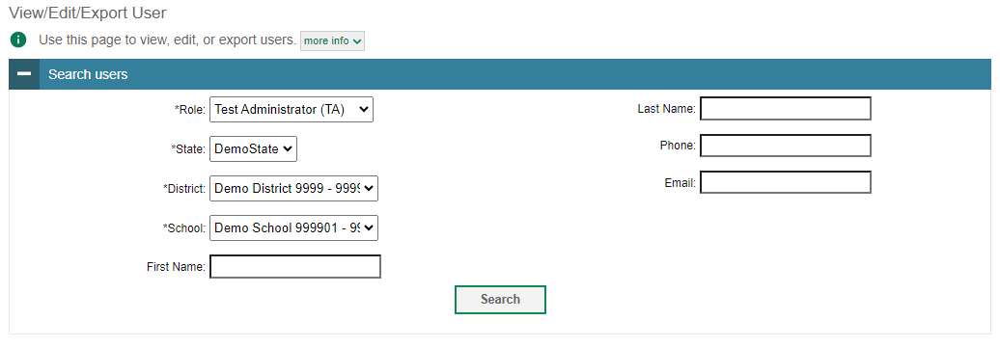 View/Edit/Export User
Use this page to view, edit, or export users. more info
Search users
*Role: Test Administrator (TA)
*State: DemoState
*District: Demo District 9999 - 999
*School: Demo School 999901 - 9
First Name:
Last Name:
Phone:
Email:
Search